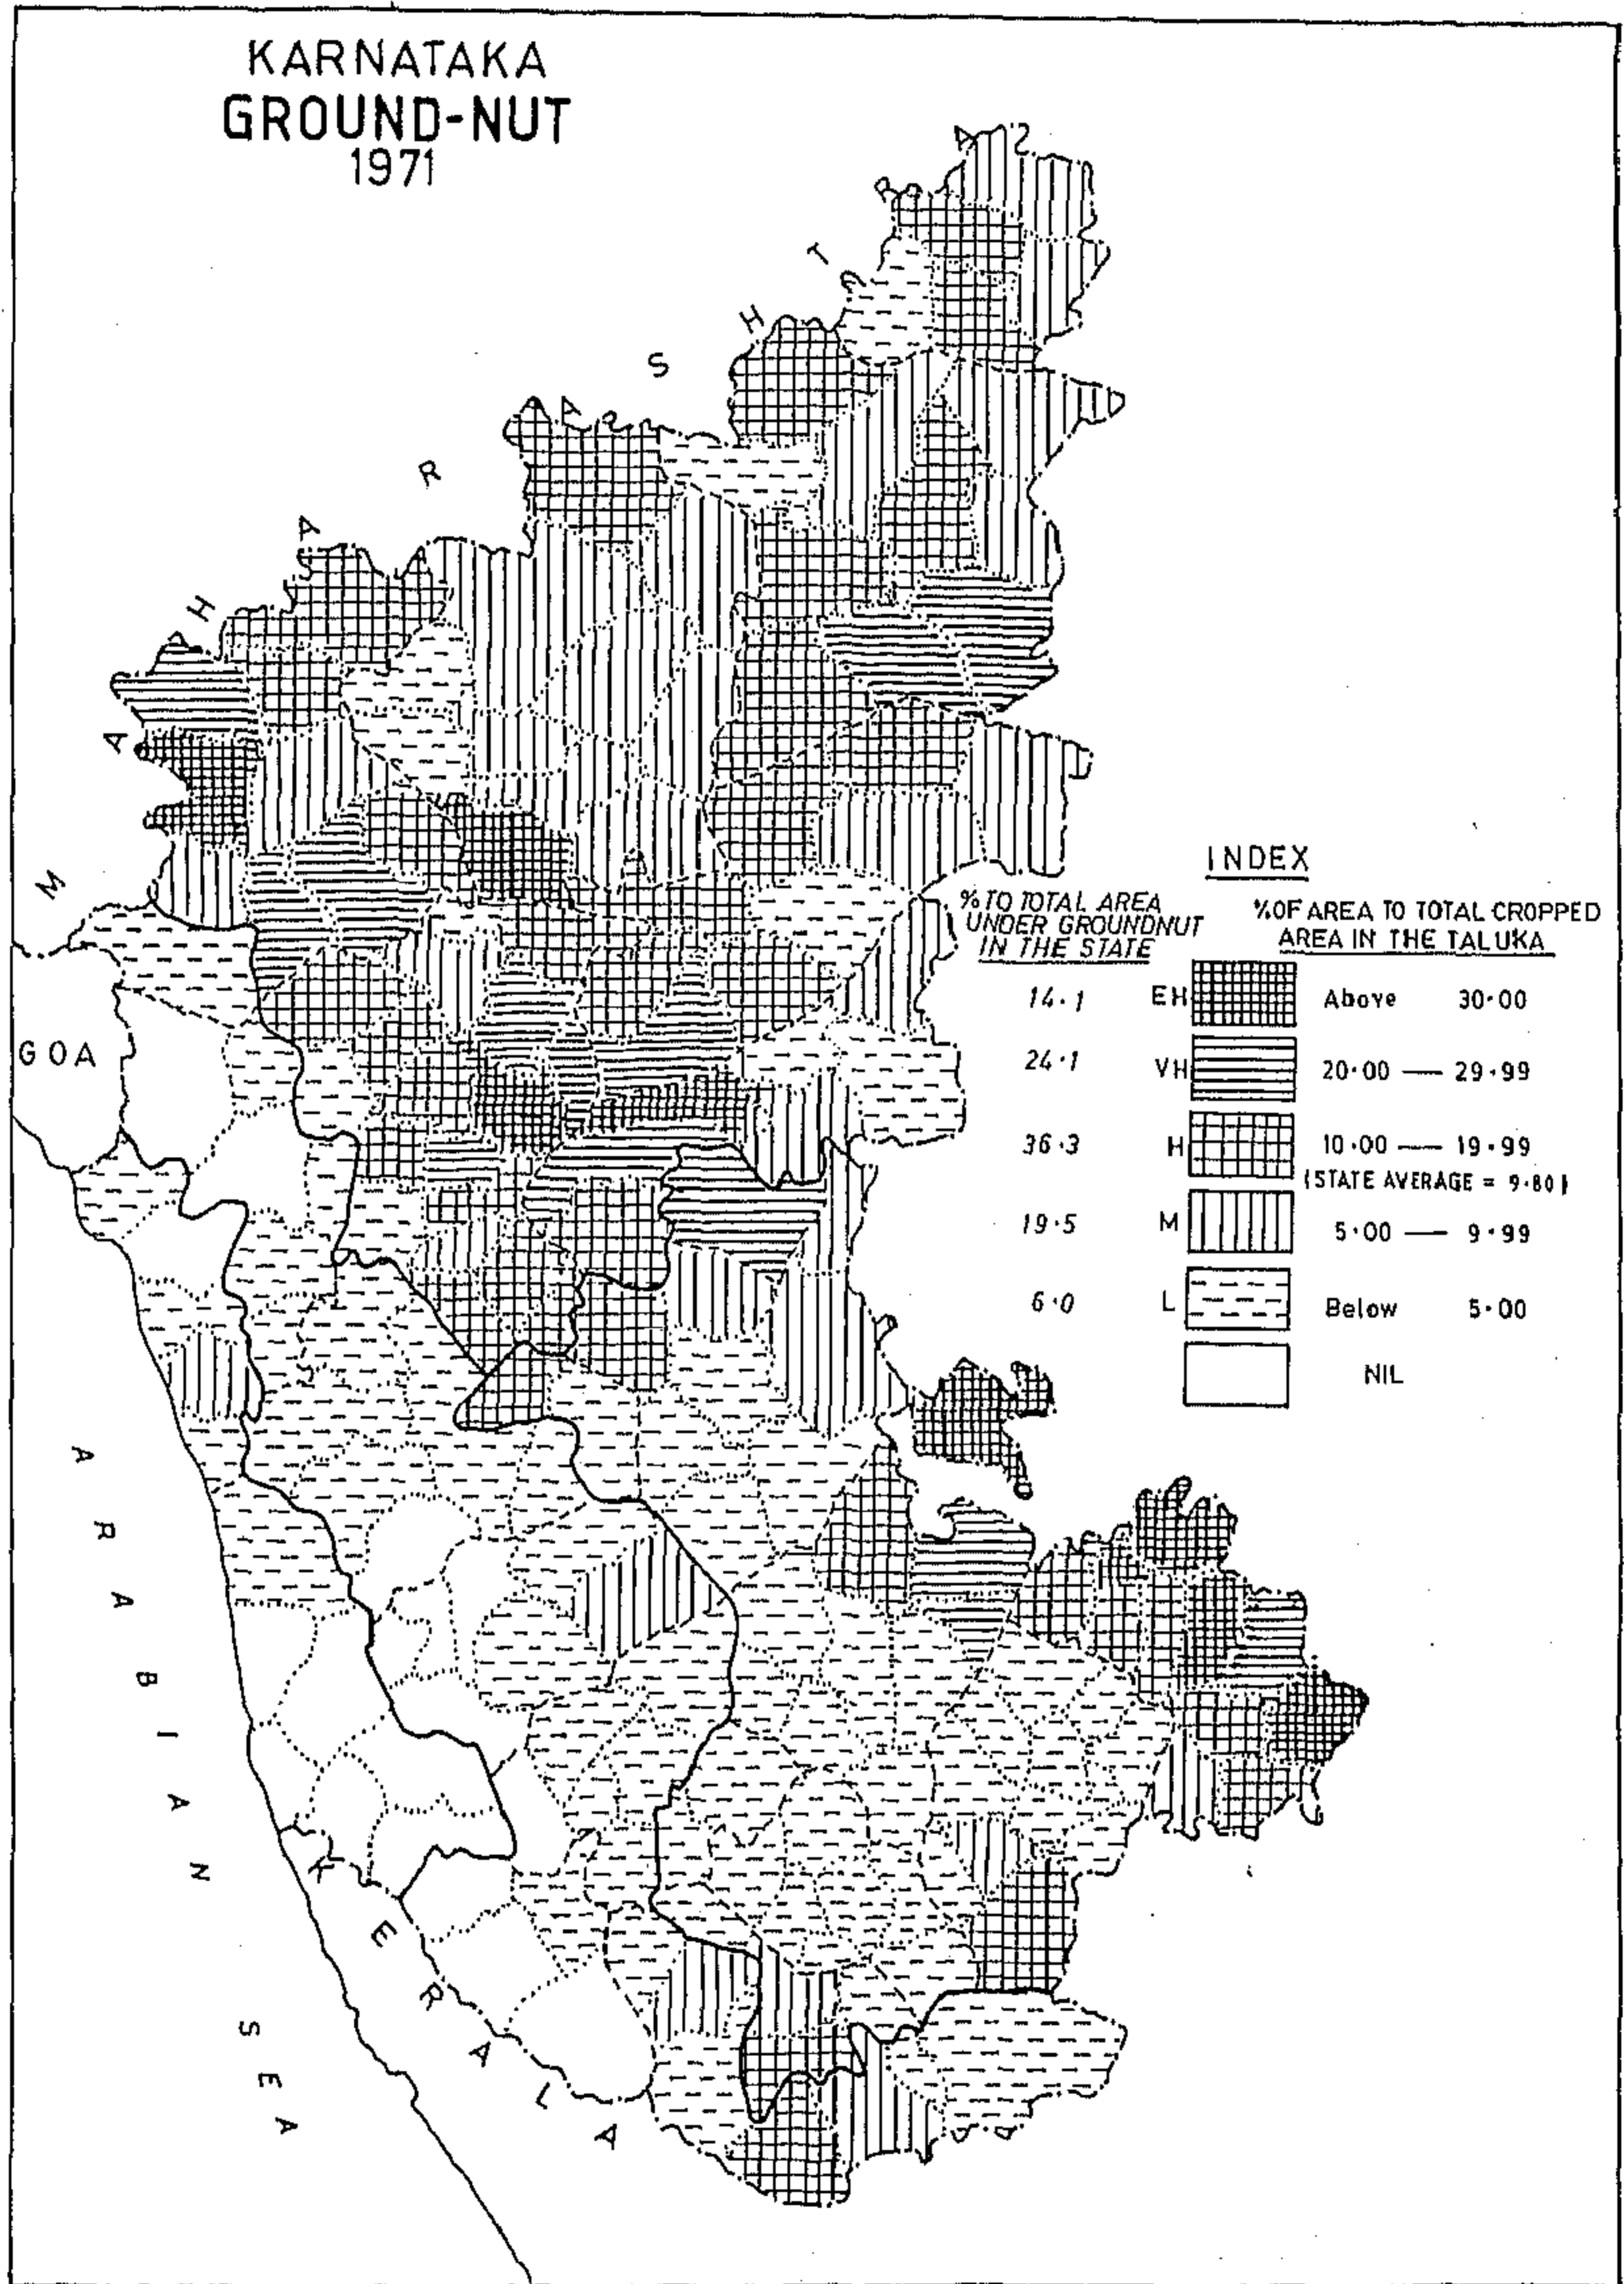 KARNATAKA
GROUND-NUT
1971
MAHARASHTRA
GOA
ARABIAN SEA
KERALA
INDEX
% TO TOTAL AREA
UNDER GROUNDNUT
IN THE STATE
%OF AREA TO TOTAL CROPPED
AREA IN THE TALUKA
14·1 EH Above 30·00
24·1 VH 20·00 — 29·99
36·3 H 10·00 — 19·99
(STATE AVERAGE = 9·80)
19·5 M 5·00 — 9·99
6·0 L Below 5·00
NIL